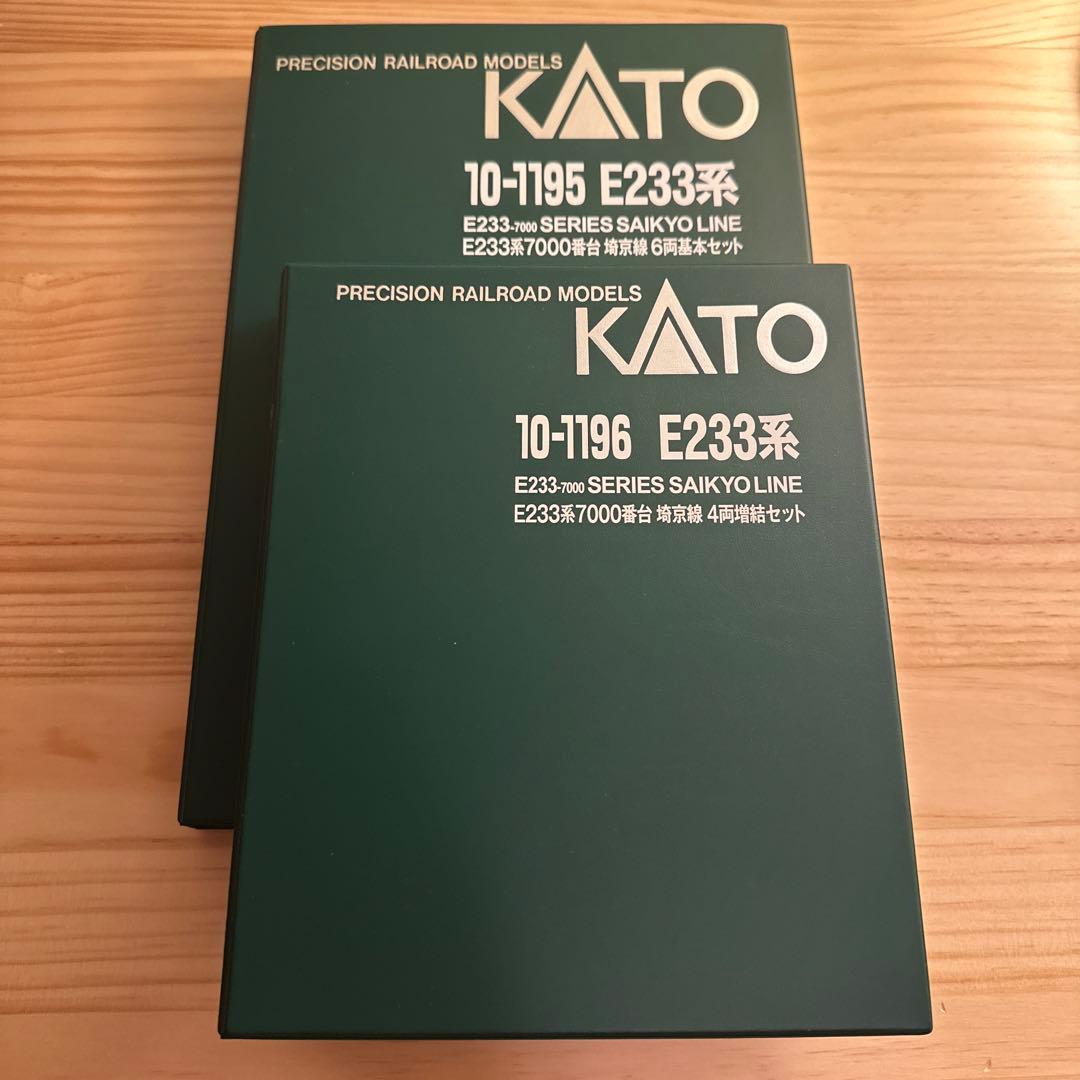 PRECISION RAILROAD MODELS
KATO
10-1195 E233系
E233-7000 SERIES SAIKYO LINE
E233系7000番台 埼京線 6両基本セット
PRECISION RAILROAD MODELS
KATO
10-1196 E233系
E233-7000 SERIES SAIKYO LINE
E233系7000番台 埼京線 4両増結セット